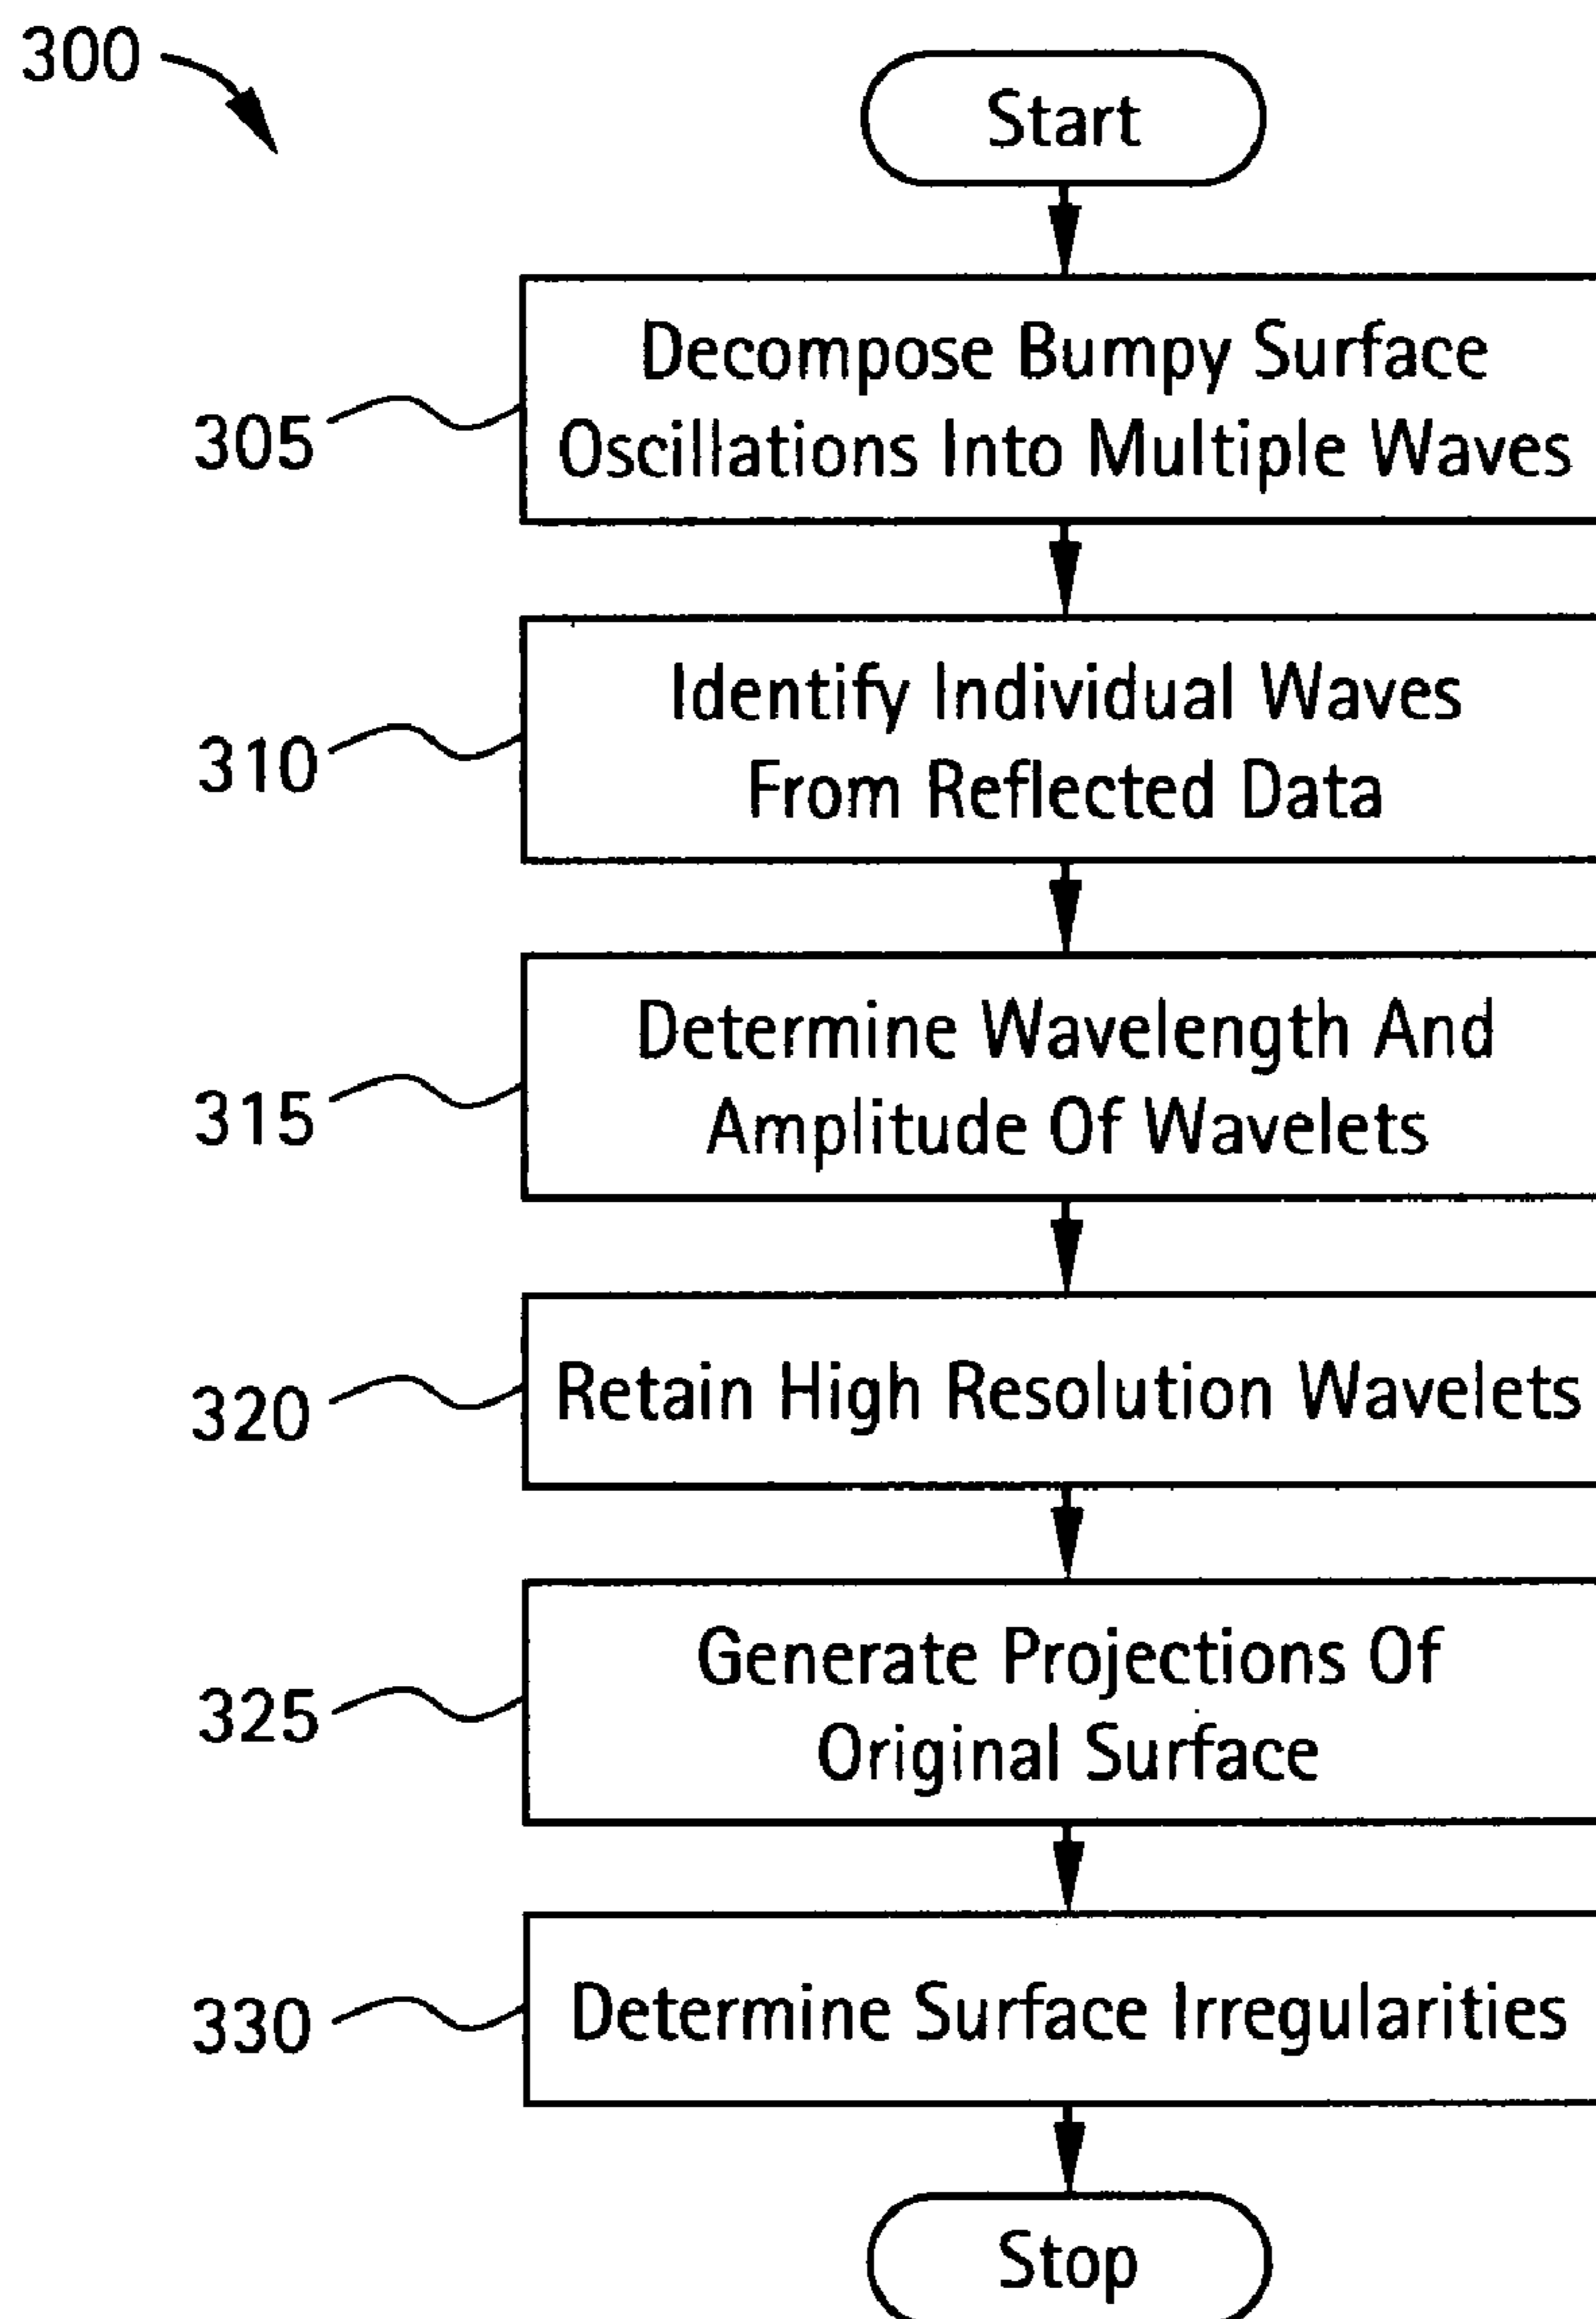 300
Start
Decompose Bumpy Surface
Oscillations Into Multiple Waves
305
Identify Individual Waves
From Reflected Data
310
Determine Wavelength And
Amplitude Of Wavelets
315
Retain High Resolution Wavelets
320
Generate Projections Of
Original Surface
325
Determine Surface Irregularities
330
Stop